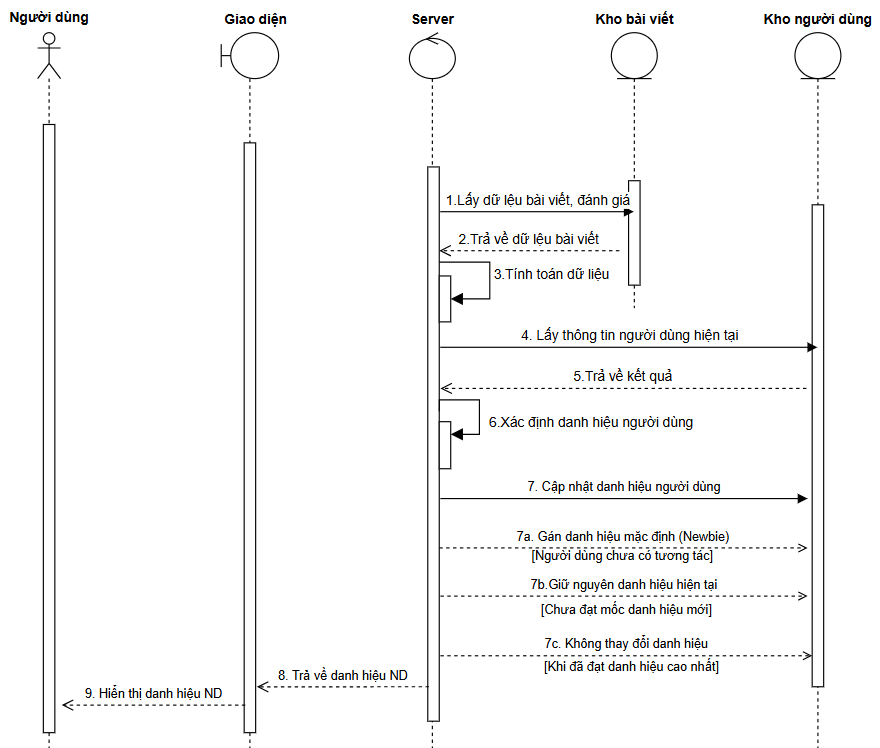 Người dùng
Giao diện
Server
Kho bài viết
Kho người dùng
1.Lấy dữ lệu bài viết, đánh giá
2.Trả về dữ lệu bài viết
3.Tính toán dữ liệu
4. Lấy thông tin người dùng hiện tại
5.Trả về kết quả
6.Xác định danh hiệu người dùng
7. Cập nhật danh hiệu người dùng
7a. Gán danh hiệu mặc định (Newbie)
[Người dùng chưa có tương tác]
7b.Giữ nguyên danh hiệu hiện tại
[Chưa đạt mốc danh hiệu mới]
7c. Không thay đổi danh hiệu
[Khi đã đạt danh hiệu cao nhất]
8. Trả về danh hiệu ND
9. Hiển thị danh hiệu ND